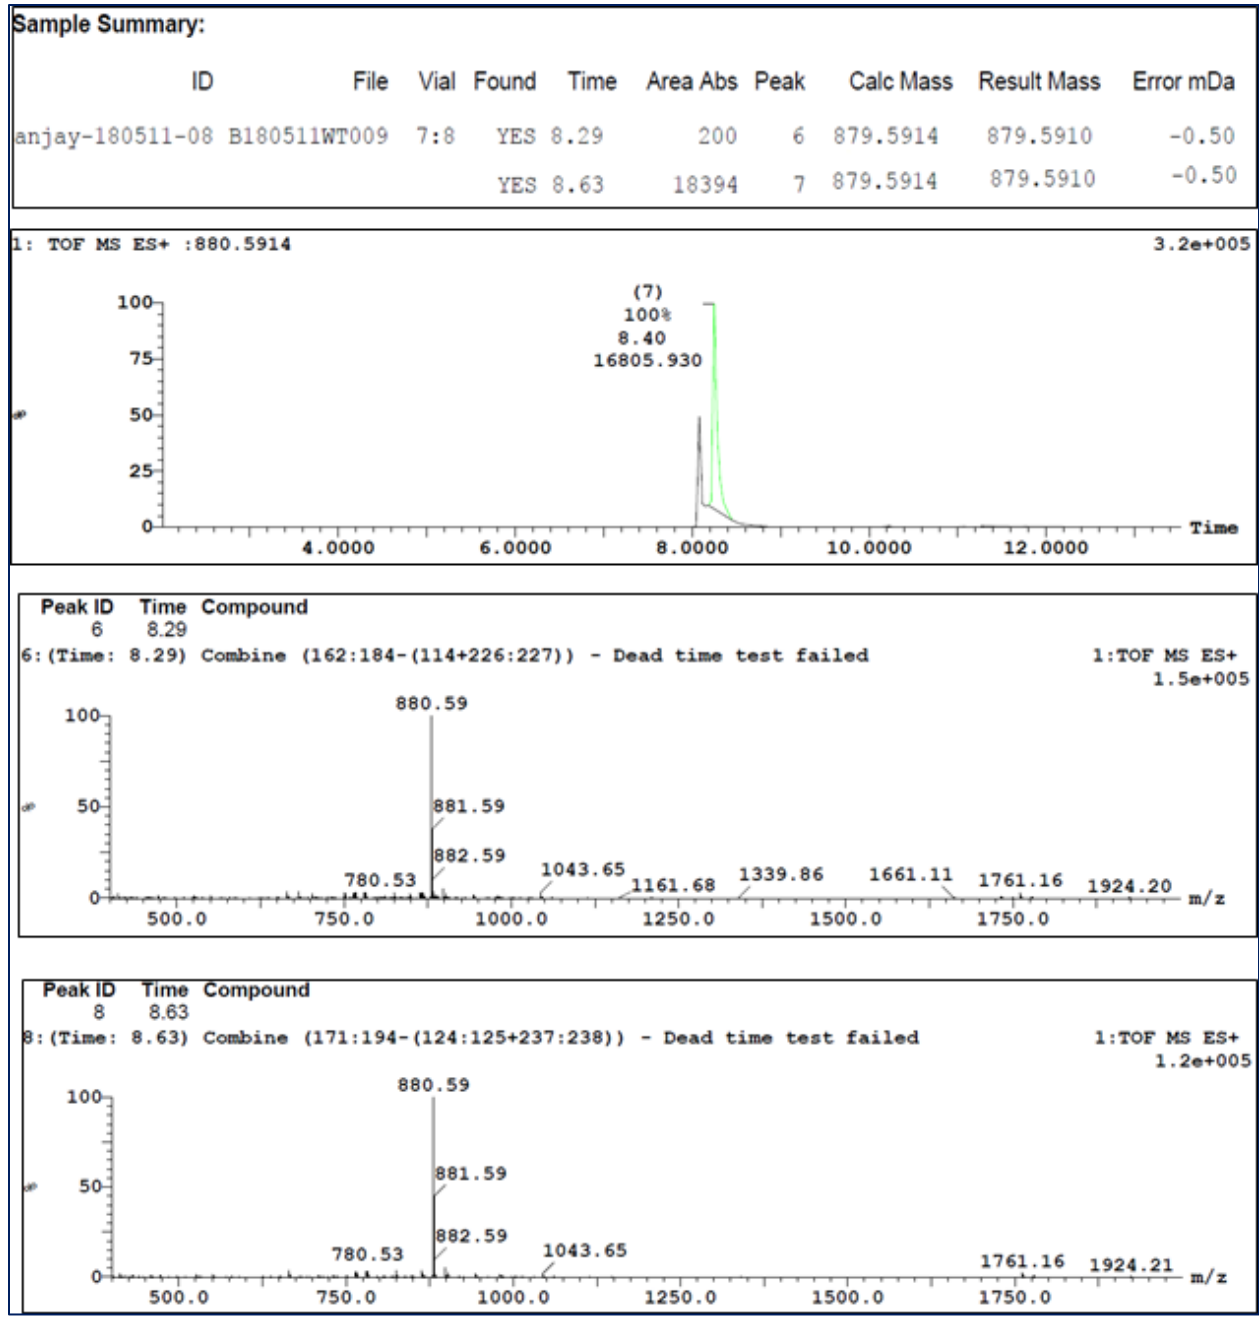 Sample Summary:
ID File Vial Found Time Area Abs Peak Calc Mass Result Mass Error mDa
anjay-180511-08 B180511WT009 7:8 YES 8.29 200 6 879.5914 879.5910 -0.50
YES 8.63 18394 7 879.5914 879.5910 -0.50
1: TOF MS ES+ :880.5914 3.2e+005
(7)
100%
8.40
16805.930
100
75
%
50
25
0
Time
4.0000 6.0000 8.0000 10.0000 12.0000
Peak ID Time Compound
6 8.29
6:(Time: 8.29) Combine (162:184-(114+226:227)) - Dead time test failed 1:TOF MS ES+
1.5e+005
880.59
100
%
50
881.59
882.59
780.53 1043.65 1161.68 1339.86 1661.11 1761.16 1924.20
0
m/z
500.0 750.0 1000.0 1250.0 1500.0 1750.0
Peak ID Time Compound
8 8.63
8:(Time: 8.63) Combine (171:194-(124:125+237:238)) - Dead time test failed 1:TOF MS ES+
1.2e+005
880.59
100
881.59
%
50
882.59
780.53 1043.65 1761.16 1924.21
0
m/z
500.0 750.0 1000.0 1250.0 1500.0 1750.0